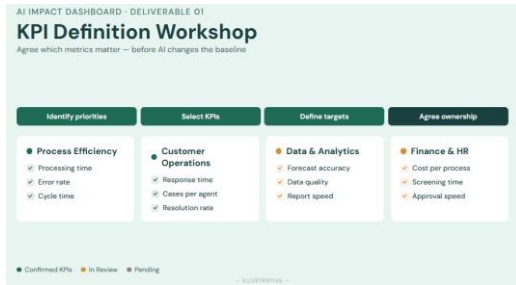 AI IMPACT DASHBOARD · DELIVERABLE 01
KPI Definition Workshop
Agree which metrics matter — before AI changes the baseline
Identify priorities
Select KPIs
Define targets
Agree ownership
Process Efficiency
Processing time
Error rate
Cycle time
Customer
Operations
Response time
Cases per agent
Resolution rate
Data & Analytics
Forecast accuracy
Data quality
Report speed
Finance & HR
Cost per process
Screening time
Approval speed
Confirmed KPIs
In Review
Pending
— ILLUSTRATIVE —